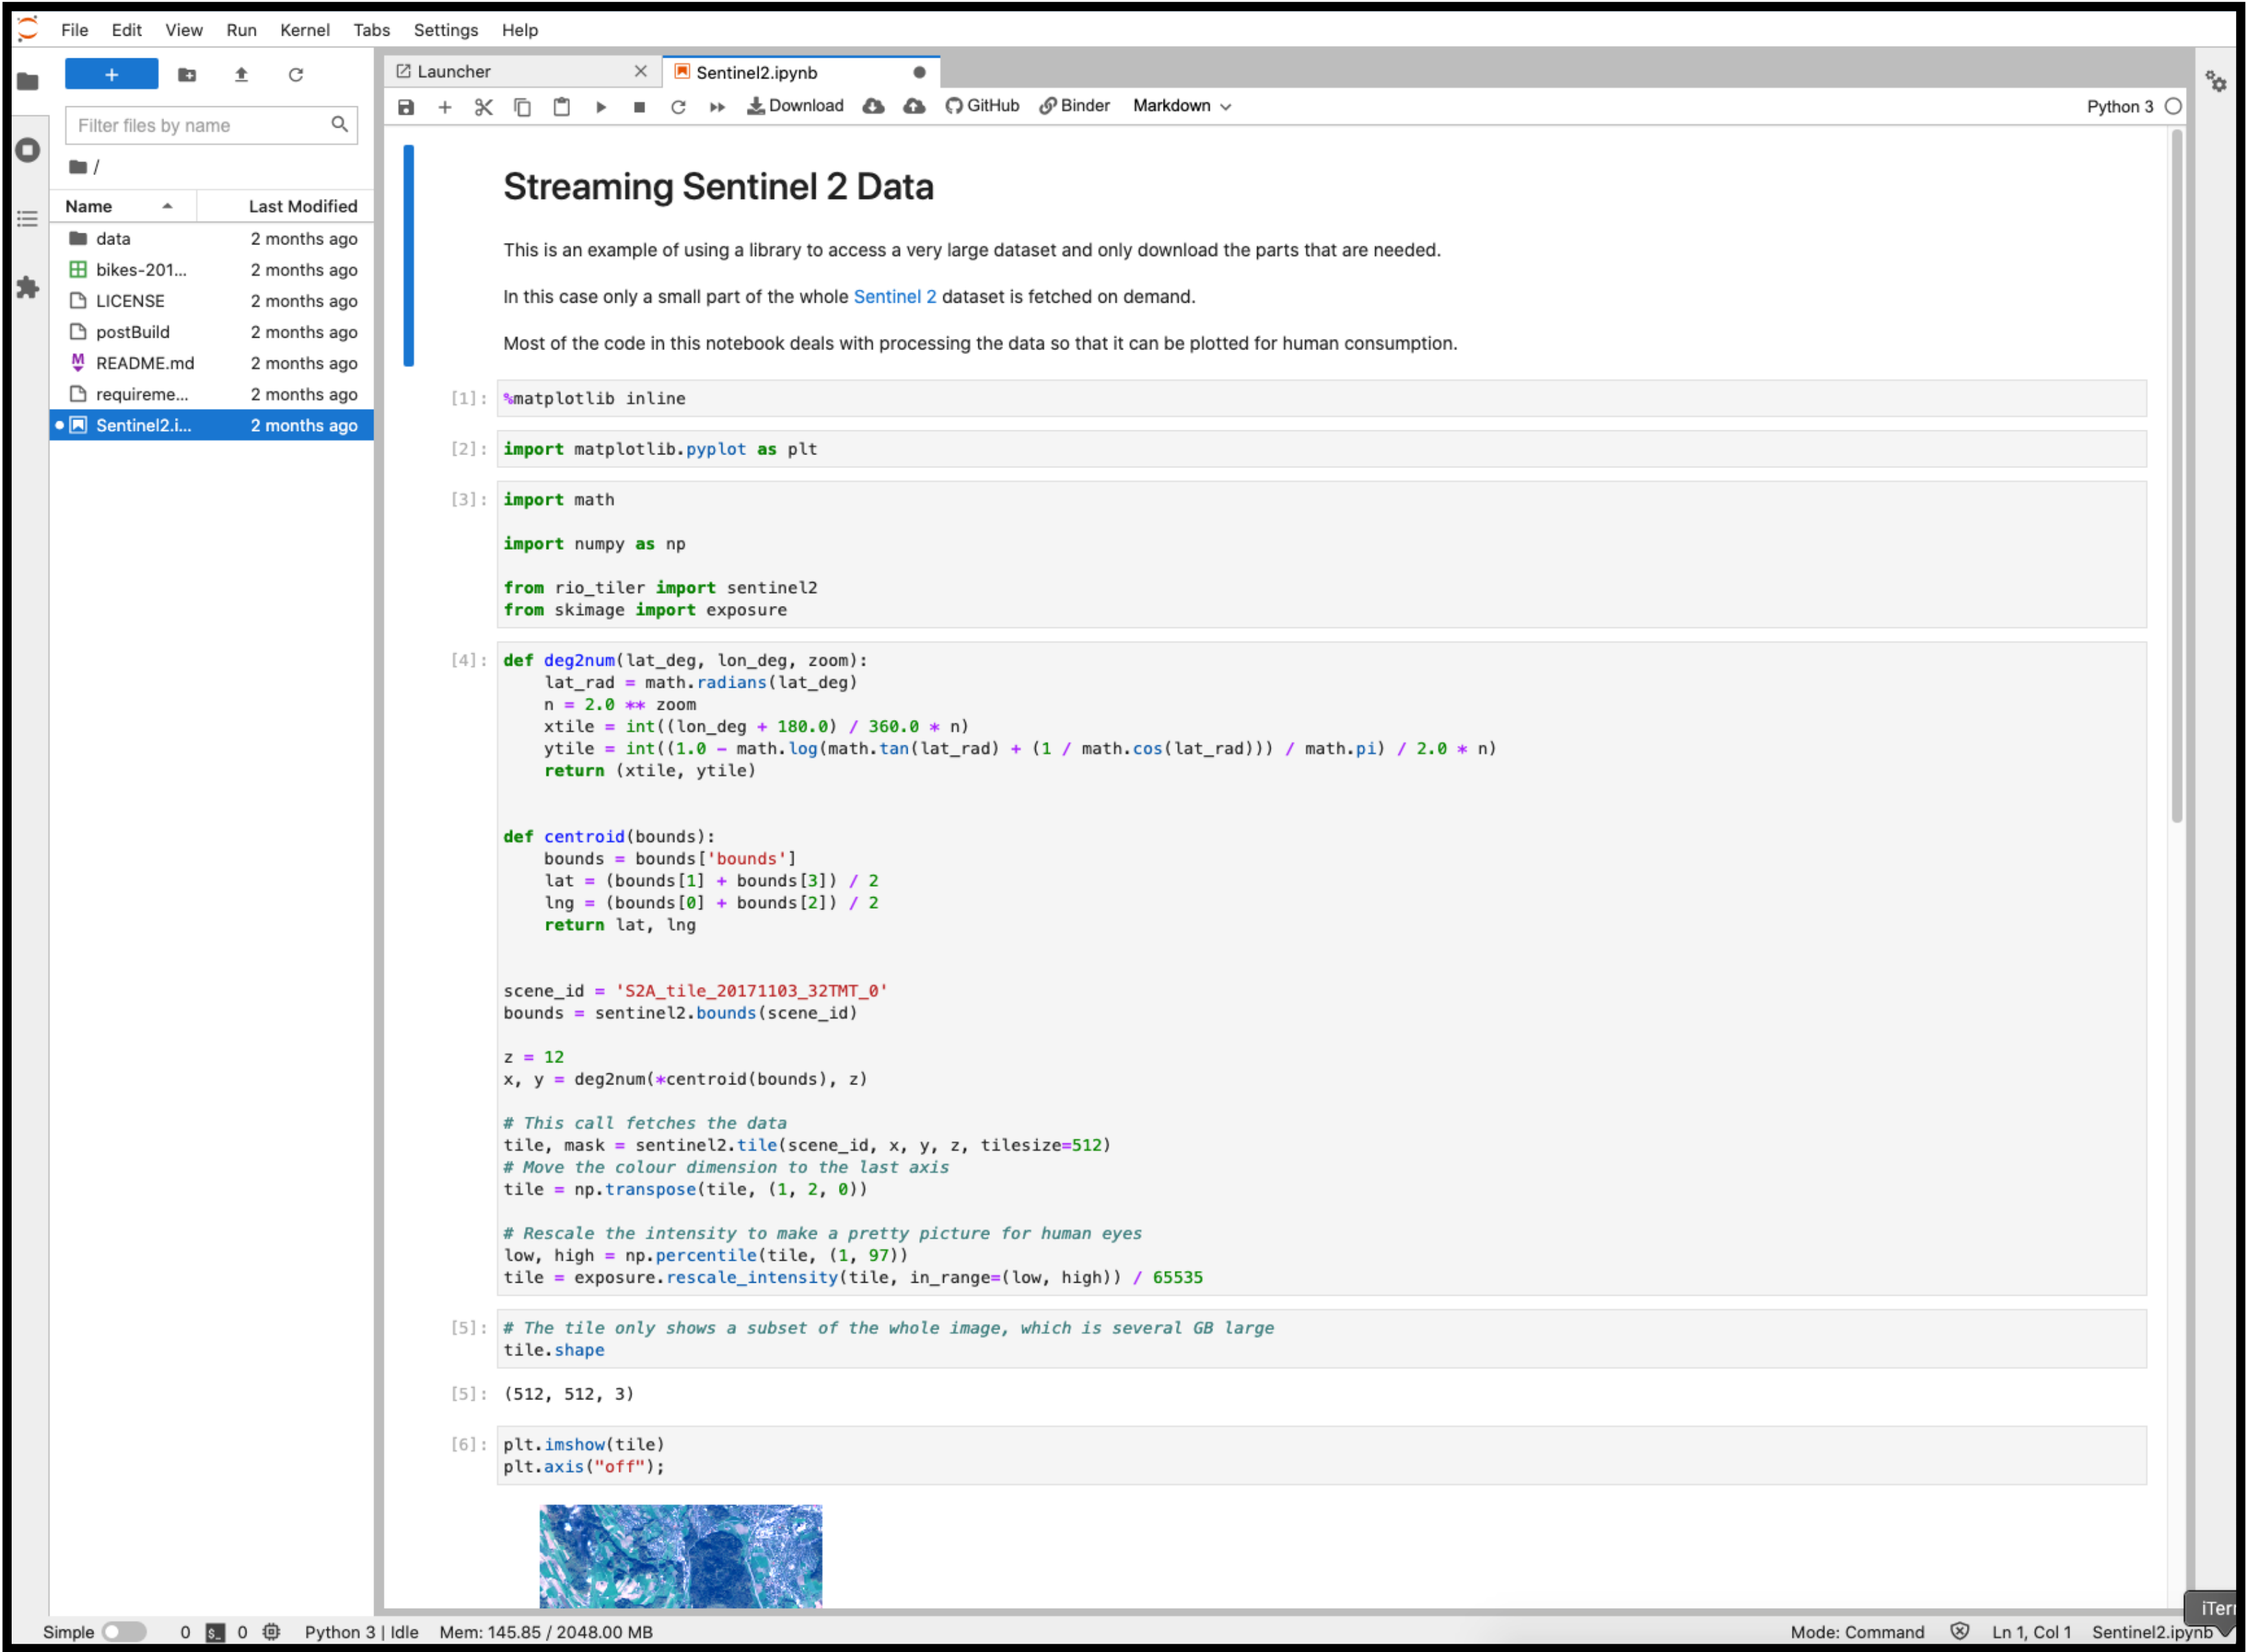 File Edit View Run Kernel Tabs Settings Help
Launcher
Sentinel2.ipynb
Download GitHub Binder Markdown
Python 3
Filter files by name
/
Name Last Modified
data 2 months ago
bikes-201... 2 months ago
LICENSE 2 months ago
postBuild 2 months ago
README.md 2 months ago
requireme... 2 months ago
Sentinel2.i... 2 months ago
Streaming Sentinel 2 Data
This is an example of using a library to access a very large dataset and only download the parts that are needed.
In this case only a small part of the whole Sentinel 2 dataset is fetched on demand.
Most of the code in this notebook deals with processing the data so that it can be plotted for human consumption.
[1]: %matplotlib inline
[2]: import matplotlib.pyplot as plt
[3]: import math
import numpy as np
from rio_tiler import sentinel2
from skimage import exposure
[4]: def deg2num(lat_deg, lon_deg, zoom):
    lat_rad = math.radians(lat_deg)
    n = 2.0 ** zoom
    xtile = int((lon_deg + 180.0) / 360.0 * n)
    ytile = int((1.0 - math.log(math.tan(lat_rad) + (1 / math.cos(lat_rad))) / math.pi) / 2.0 * n)
    return (xtile, ytile)
def centroid(bounds):
    bounds = bounds['bounds']
    lat = (bounds[1] + bounds[3]) / 2
    lng = (bounds[0] + bounds[2]) / 2
    return lat, lng
scene_id = 'S2A_tile_20171103_32TMT_0'
bounds = sentinel2.bounds(scene_id)
z = 12
x, y = deg2num(*centroid(bounds), z)
# This call fetches the data
tile, mask = sentinel2.tile(scene_id, x, y, z, tilesize=512)
# Move the colour dimension to the last axis
tile = np.transpose(tile, (1, 2, 0))
# Rescale the intensity to make a pretty picture for human eyes
low, high = np.percentile(tile, (1, 97))
tile = exposure.rescale_intensity(tile, in_range=(low, high)) / 65535
[5]: # The tile only shows a subset of the whole image, which is several GB large
tile.shape
[5]: (512, 512, 3)
[6]: plt.imshow(tile)
plt.axis("off");
Simple 0 $_ 0 Python 3 | Idle Mem: 145.85 / 2048.00 MB
Mode: Command Ln 1, Col 1 Sentinel2.ipynb